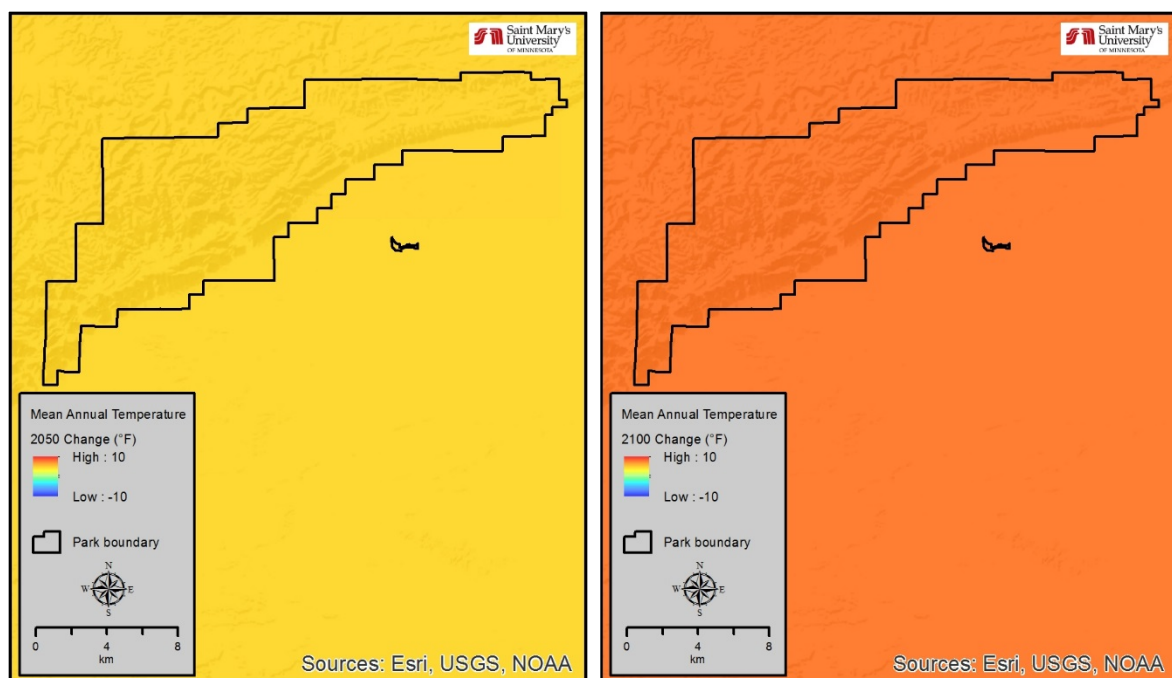 Saint Mary's
University
OF MINNESOTA
Mean Annual Temperature
2050 Change (°F)
High : 10
Low : -10
Park boundary
N
W E
S
0 4 8
km
Sources: Esri, USGS, NOAA
Saint Mary's
University
OF MINNESOTA
Mean Annual Temperature
2100 Change (°F)
High : 10
Low : -10
Park boundary
N
W E
S
0 4 8
km
Sources: Esri, USGS, NOAA